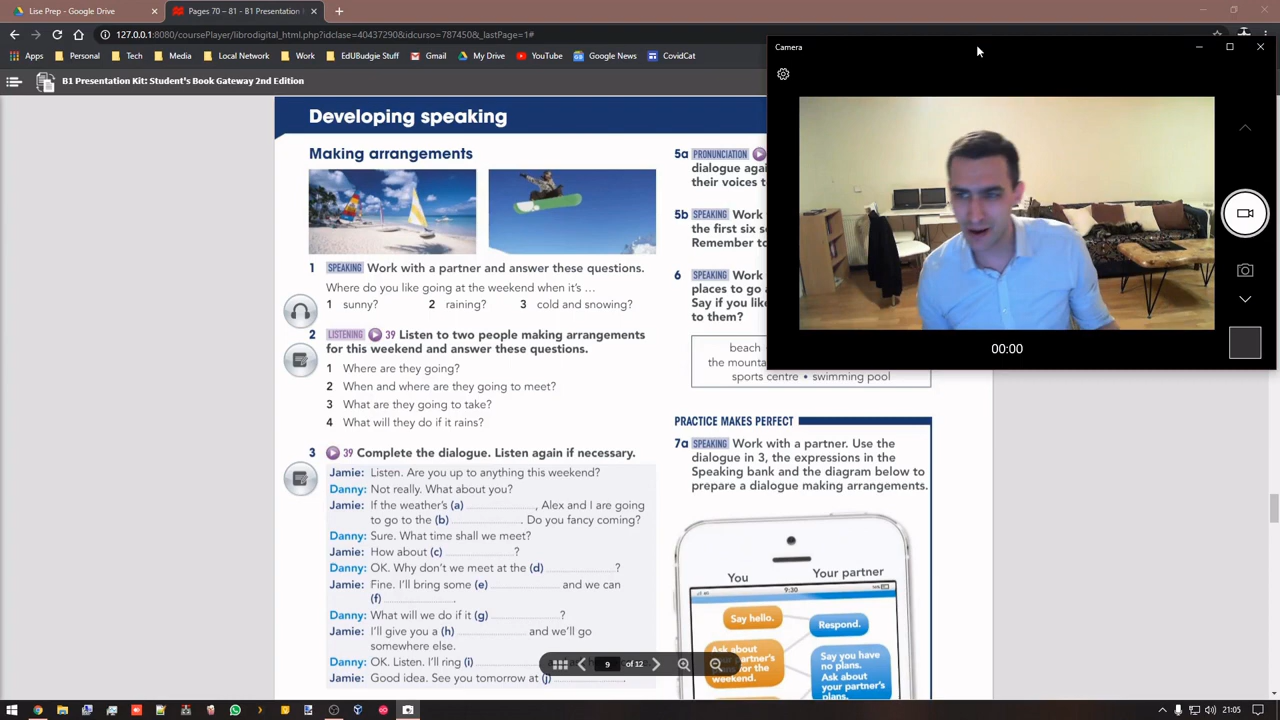 Lise Prep - Google Drive
Pages 70 – 81 - B1 Presentation
127.0.0.1:8080/coursePlayer/librodigital_html.php?idclase=40437290&idcurso=787450&_lastPage=1#
Apps Personal Tech Media Local Network Work EdUBudgie Stuff Gmail My Drive YouTube Google News CovidCat
B1 Presentation Kit: Student's Book Gateway 2nd Edition
Camera
00:00
Developing speaking
Making arrangements
1 SPEAKING Work with a partner and answer these questions.
Where do you like going at the weekend when it's …
1 sunny? 2 raining? 3 cold and snowing?
2 LISTENING 39 Listen to two people making arrangements
for this weekend and answer these questions.
1 Where are they going?
2 When and where are they going to meet?
3 What are they going to take?
4 What will they do if it rains?
3 39 Complete the dialogue. Listen again if necessary.
Jamie: Listen. Are you up to anything this weekend?
Danny: Not really. What about you?
Jamie: If the weather's (a) , Alex and I are going
to go to the (b) . Do you fancy coming?
Danny: Sure. What time shall we meet?
Jamie: How about (c) ?
Danny: OK. Why don't we meet at the (d) ?
Jamie: Fine. I'll bring some (e) and we can
(f) .
Danny: What will we do if it (g) ?
Jamie: I'll give you a (h) and we'll go
somewhere else.
Danny: OK. Listen. I'll ring (i)
Jamie: Good idea. See you tomorrow at (j) .
5a PRONUNCIATION
dialogue agai
their voices t
5b SPEAKING Work
the first six s
Remember to
6 SPEAKING Work
places to go a
Say if you like
to them?
beach
the mounta
sports centre • swimming pool
PRACTICE MAKES PERFECT
7a SPEAKING Work with a partner. Use the
dialogue in 3, the expressions in the
Speaking bank and the diagram below to
prepare a dialogue making arrangements.
You Your partner
9:30
Say hello.
Respond.
Ask about
your partner's
for the
weekend.
Say you have
no plans.
Ask about
your partner's
plans.
9 of 12
21:05